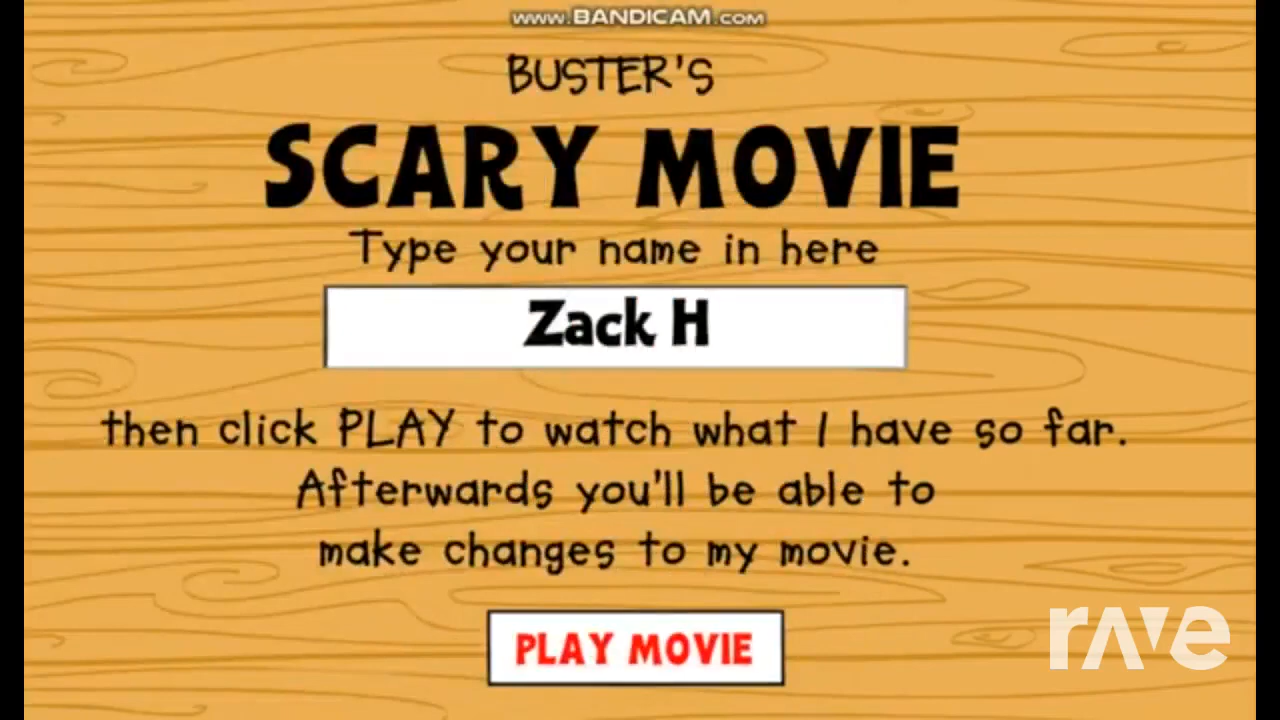 www.BANDICAM.com
BUSTER'S
SCARY MOVIE
Type your name in here
Zack H
then click PLAY to watch what I have so far.
Afterwards you'll be able to
make changes to my movie.
PLAY MOVIE
rave